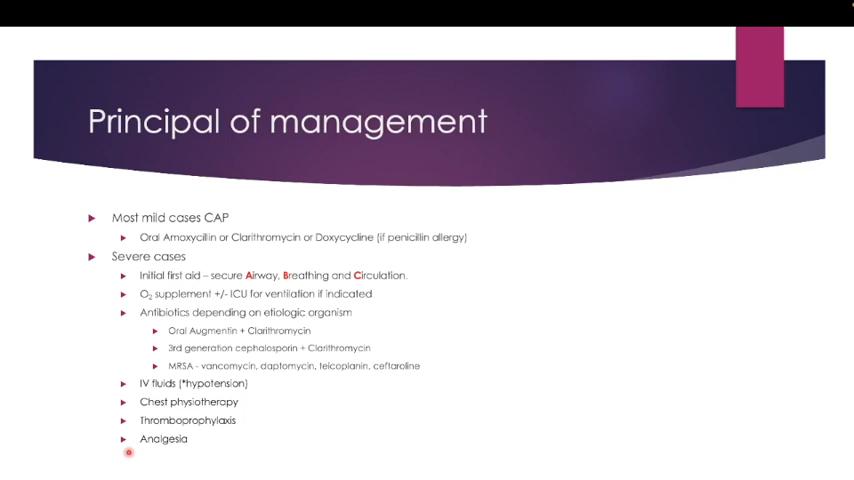 Principal of management
Most mild cases CAP
Oral Amoxycillin or Clarithromycin or Doxycycline (if penicillin allergy)
Severe cases
Initial first aid – secure Airway, Breathing and Circulation.
O2 supplement +/- ICU for ventilation if indicated
Antibiotics depending on etiologic organism
Oral Augmentin + Clarithromycin
3rd generation cephalosporin + Clarithromycin
MRSA - vancomycin, daptomycin, teicoplanin, ceftaroline
IV fluids (*hypotension)
Chest physiotherapy
Thromboprophylaxis
Analgesia